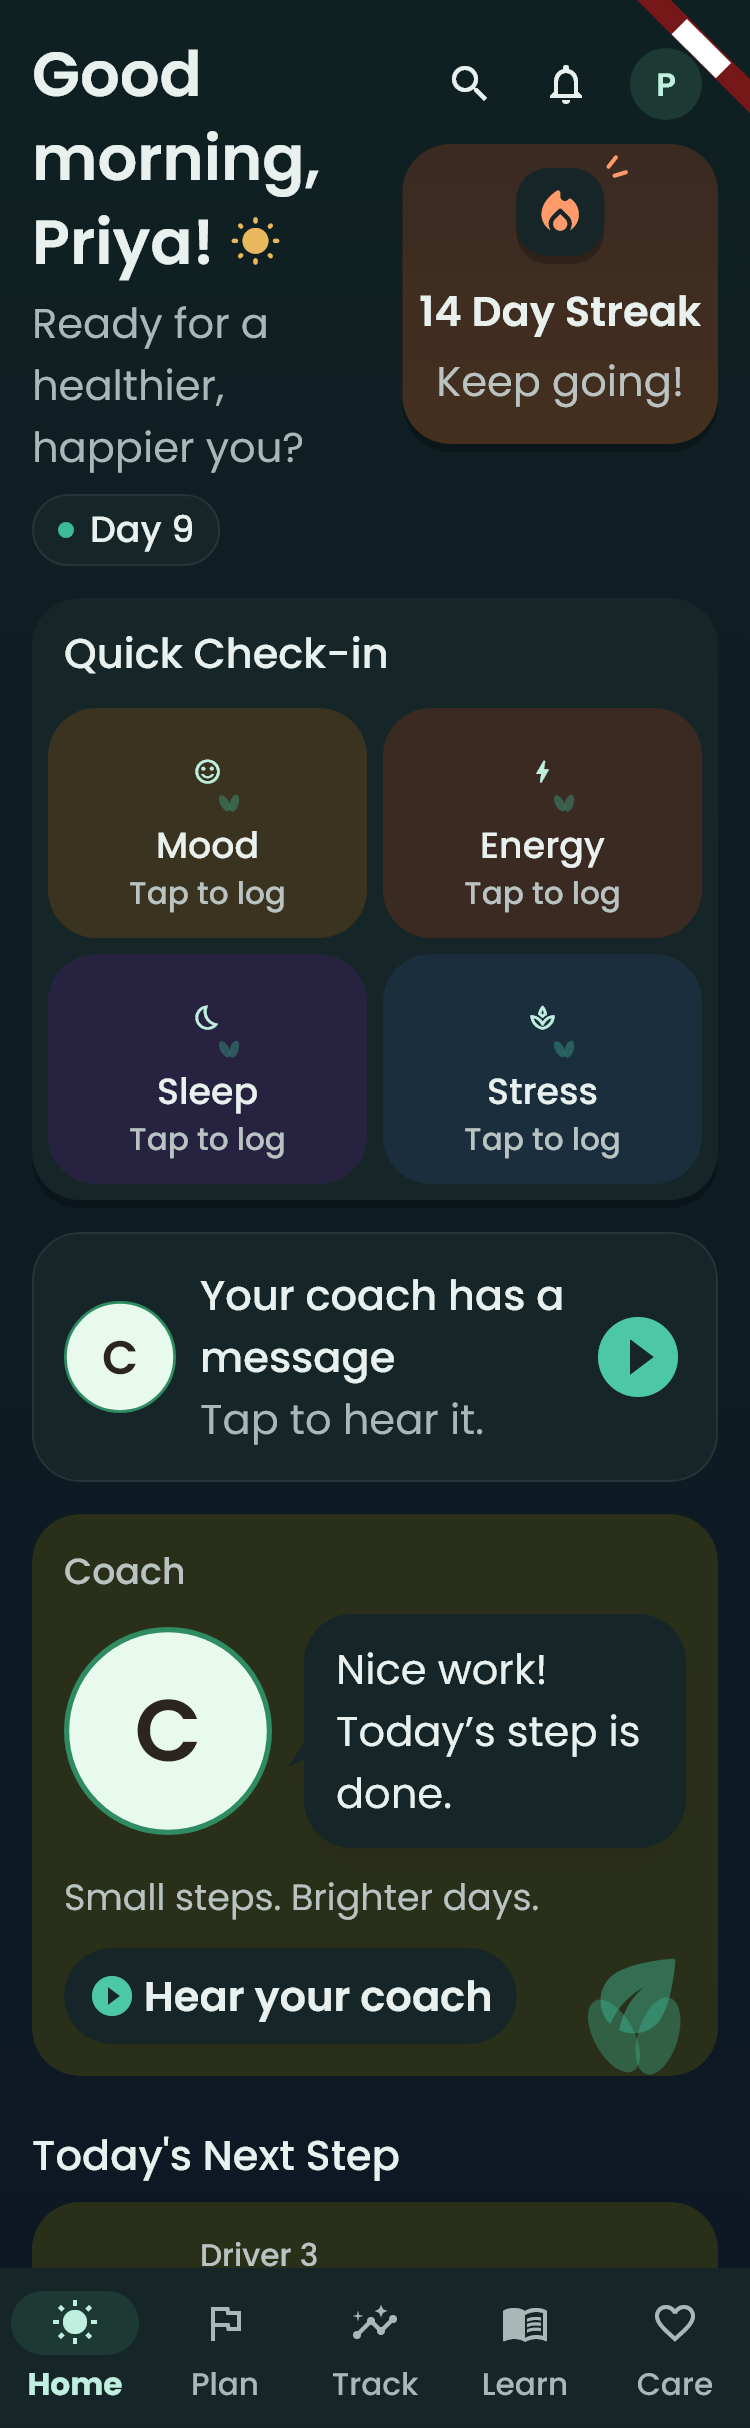 Good
morning,
Priya!
P
14 Day Streak
Keep going!
Ready for a
healthier,
happier you?
Day 9
Quick Check-in
Mood
Tap to log
Energy
Tap to log
Sleep
Tap to log
Stress
Tap to log
C
Your coach has a
message
Tap to hear it.
Coach
C
Nice work!
Today’s step is
done.
Small steps. Brighter days.
Hear your coach
Today's Next Step
Driver 3
Home
Plan
Track
Learn
Care